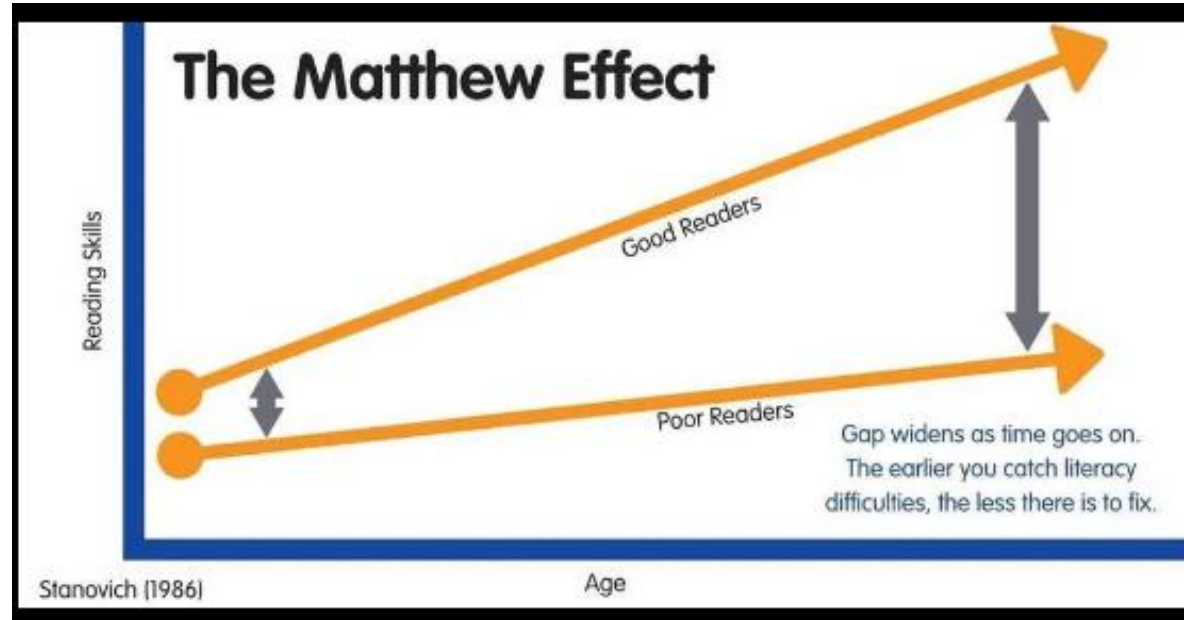 The Matthew Effect
Reading Skills
Good Readers
Poor Readers
Gap widens as time goes on.
The earlier you catch literacy
difficulties, the less there is to fix.
Age
Stanovich (1986)